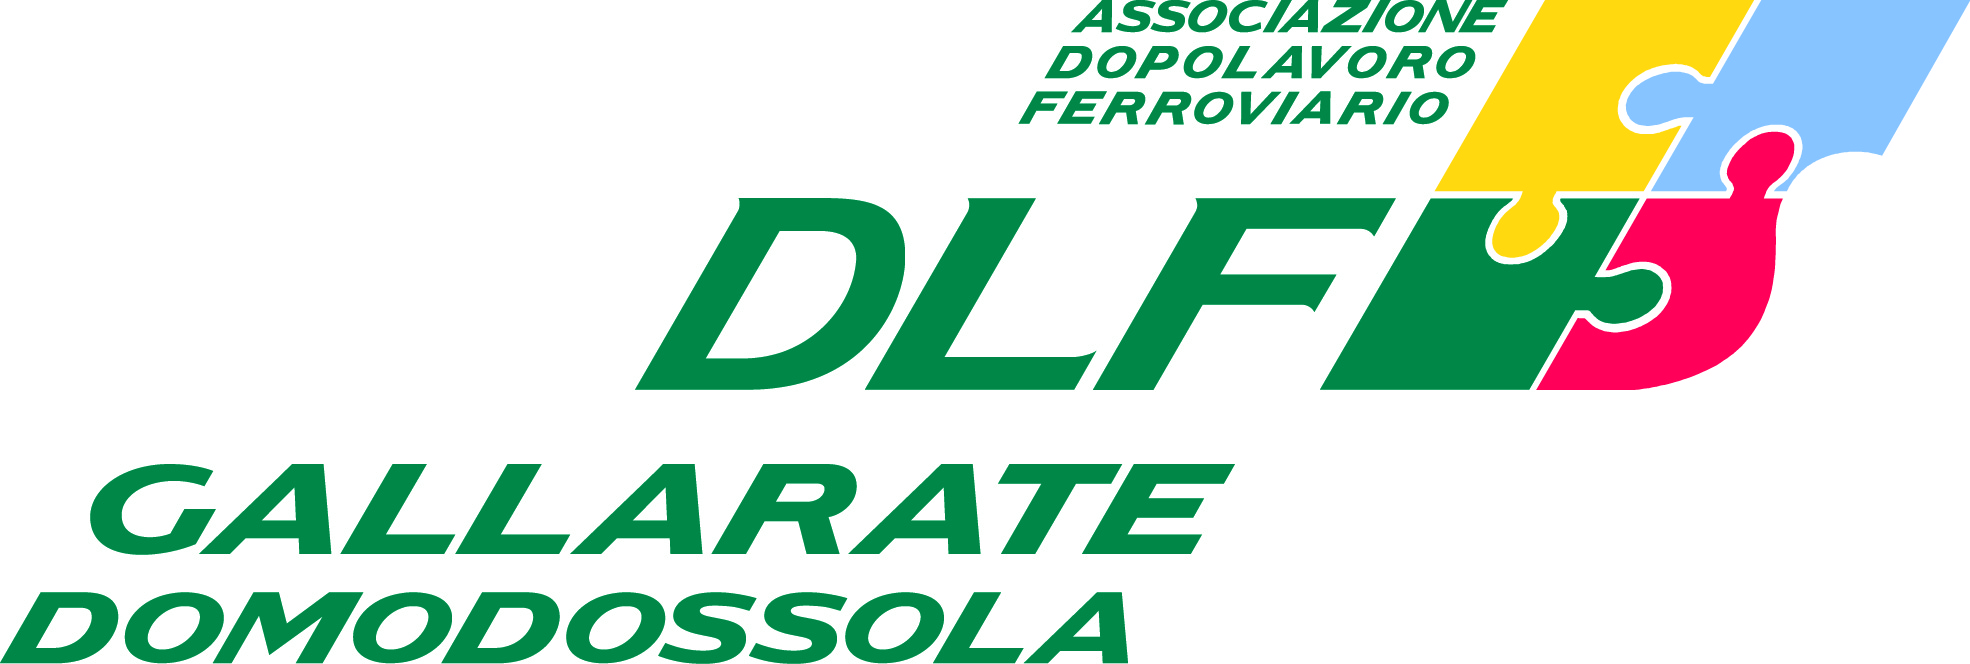 ASSOCIAZIONE
DOPOLAVORO
FERROVIARIO
DLF
GALLARATE
DOMODOSSOLA